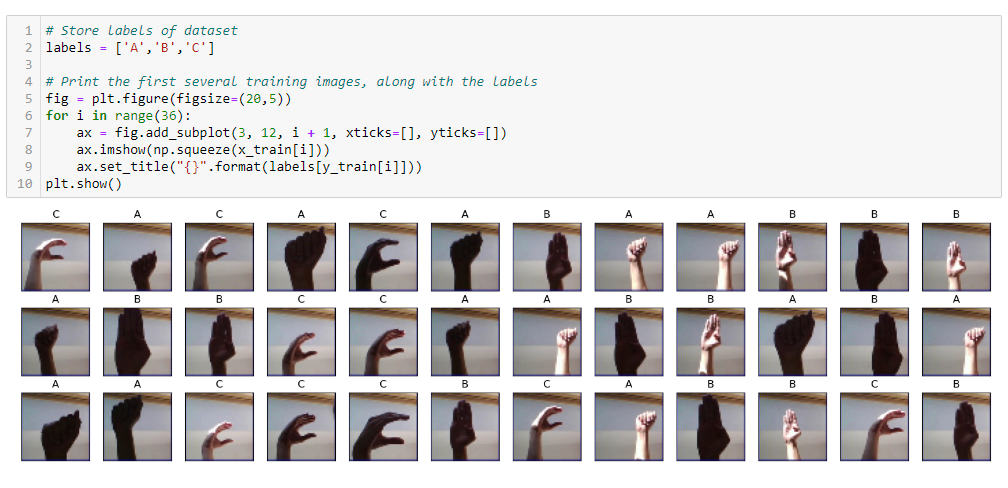 1 # Store labels of dataset
2 labels = ['A','B','C']
3
4 # Print the first several training images, along with the labels
5 fig = plt.figure(figsize=(20,5))
6 for i in range(36):
7     ax = fig.add_subplot(3, 12, i + 1, xticks=[], yticks=[])
8     ax.imshow(np.squeeze(x_train[i]))
9     ax.set_title("{}".format(labels[y_train[i]]))
10 plt.show()
C A C A C A B A A B B B
A B B C C A A B B A B A
A A C C C B C A B B C B